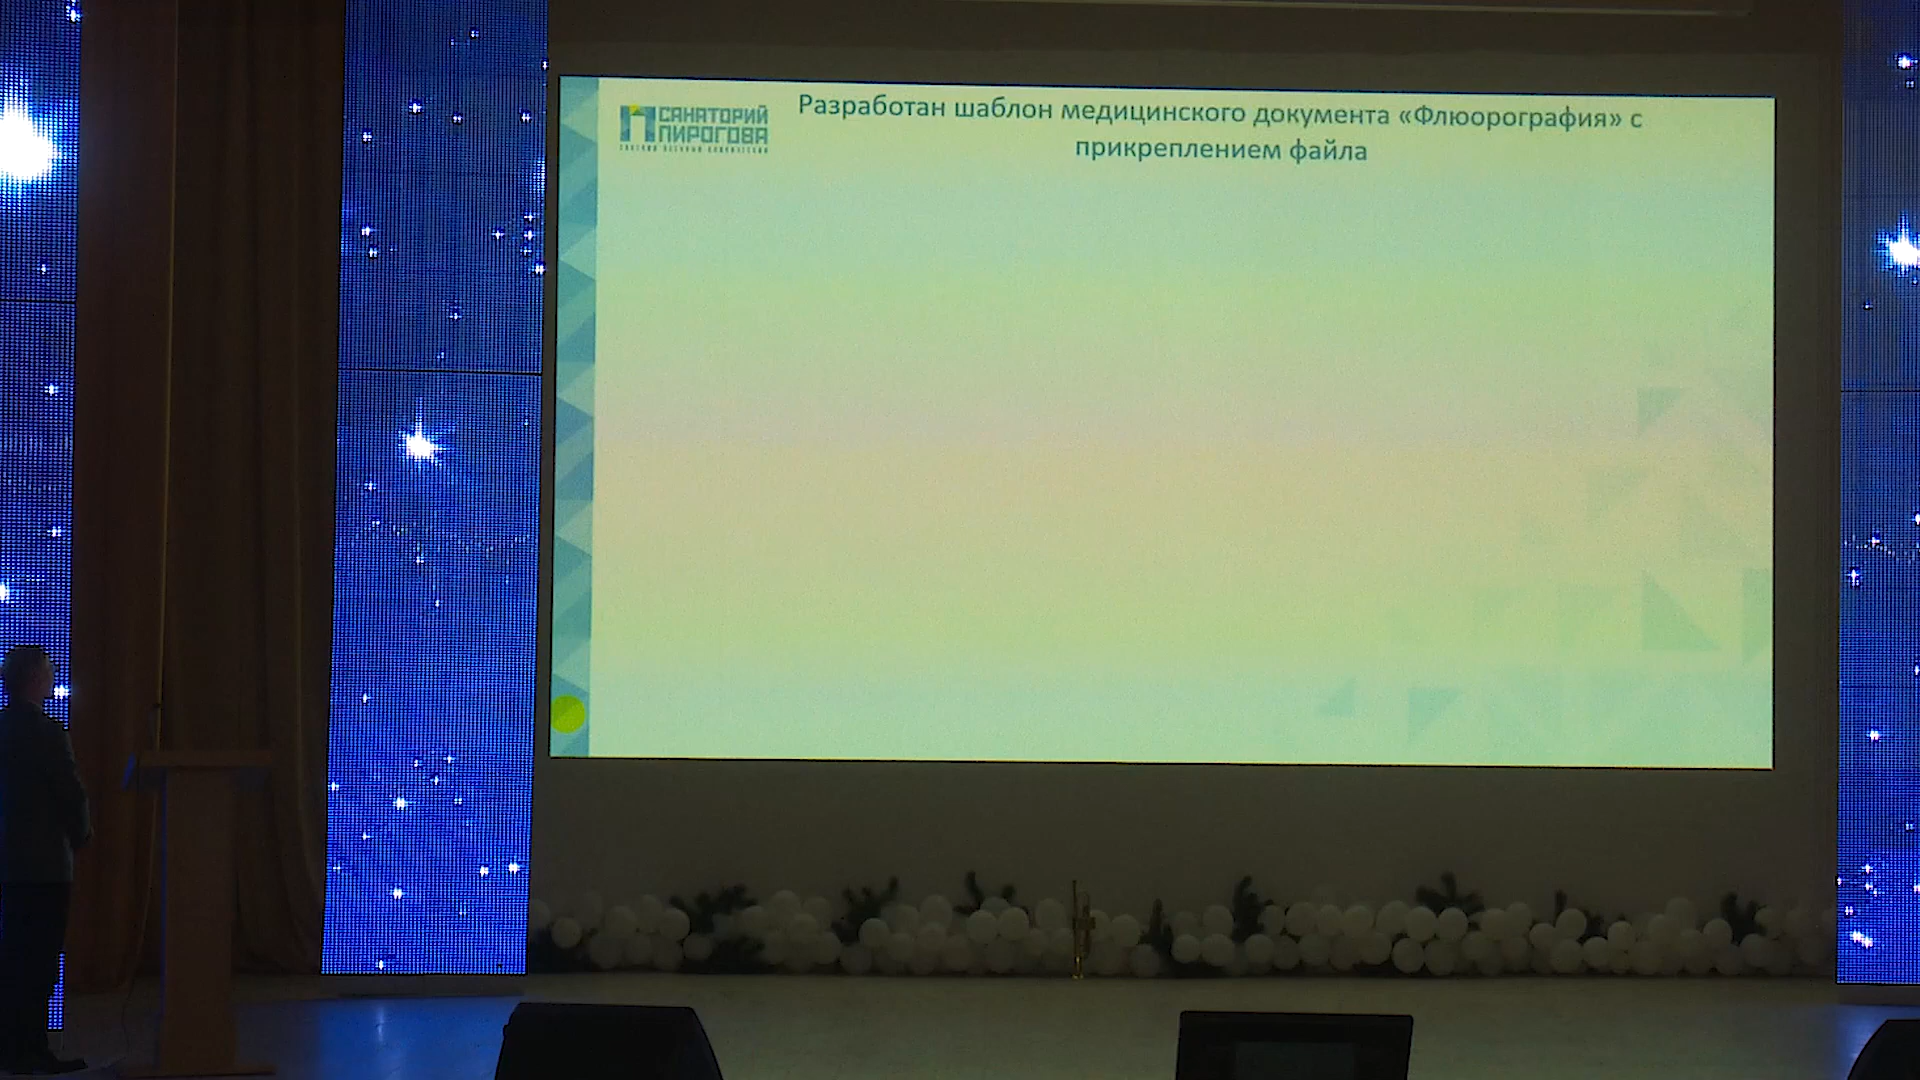 САНАТОРИЙ
ПИРОГОВА
Разработан шаблон медицинского документа «Флюорография» с
прикреплением файла